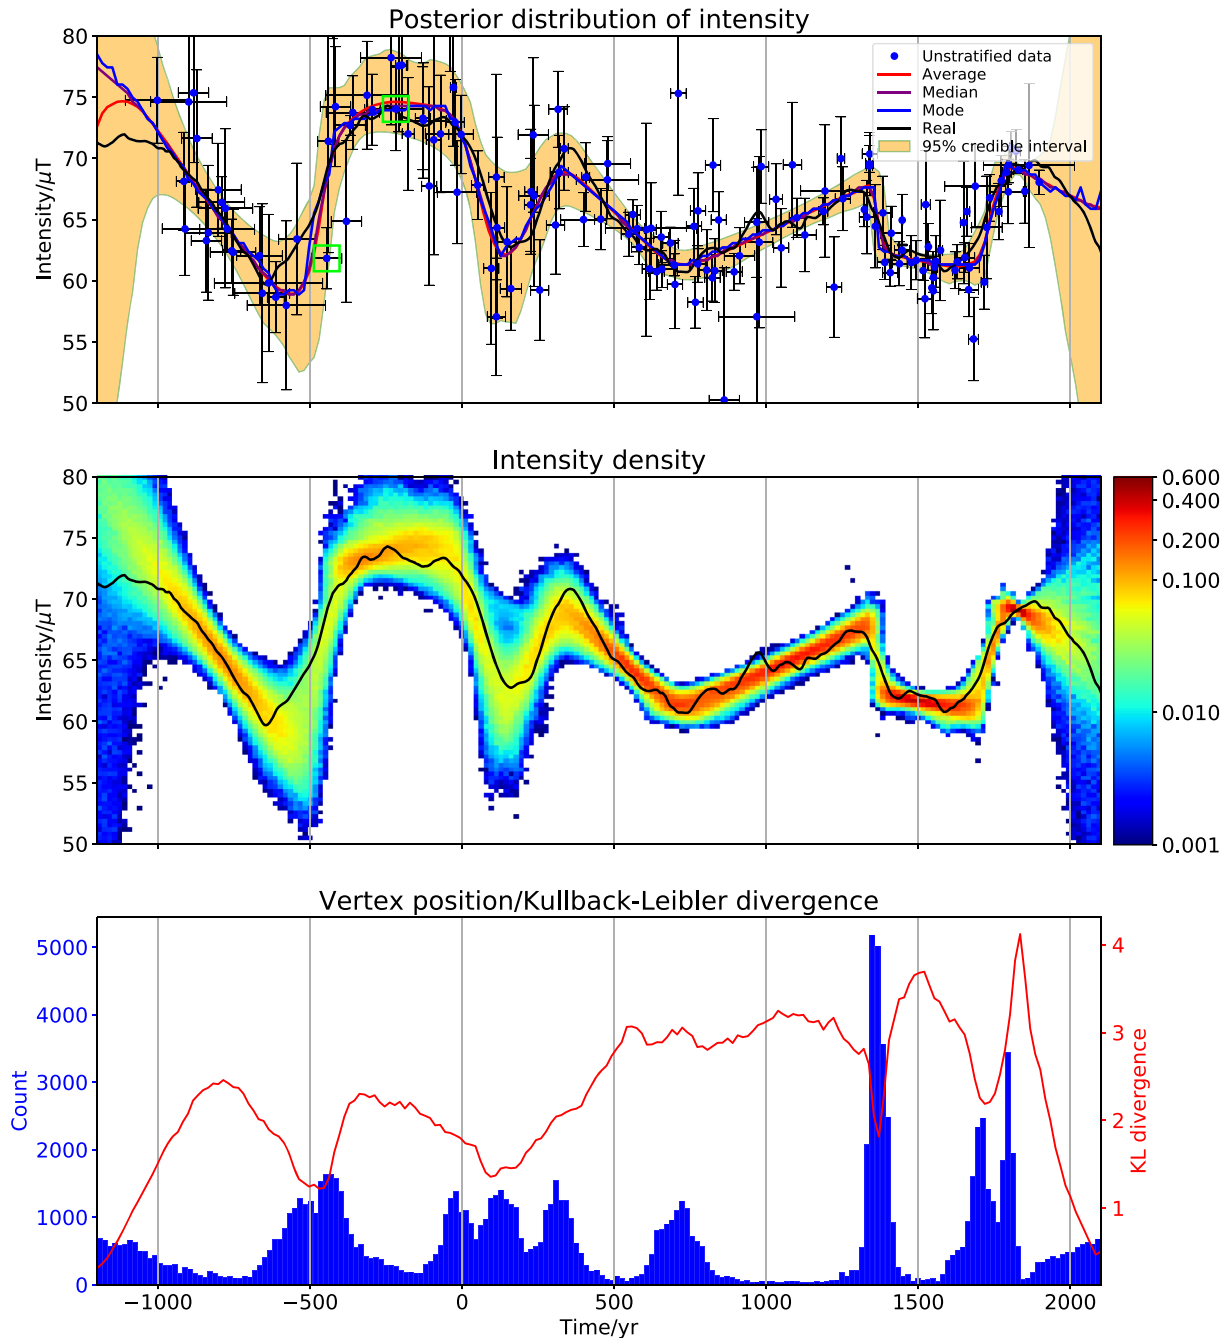 Posterior distribution of intensity
80
75
70
65
60
55
50
Intensity/μT
Unstratified data
Average
Median
Mode
Real
95% credible interval
Intensity density
80
75
70
65
60
55
50
Intensity/μT
0.600
0.400
0.200
0.100
0.010
0.001
Vertex position/Kullback-Leibler divergence
5000
4000
3000
2000
1000
0
Count
4
3
2
1
KL divergence
−1000 −500 0 500 1000 1500 2000
Time/yr